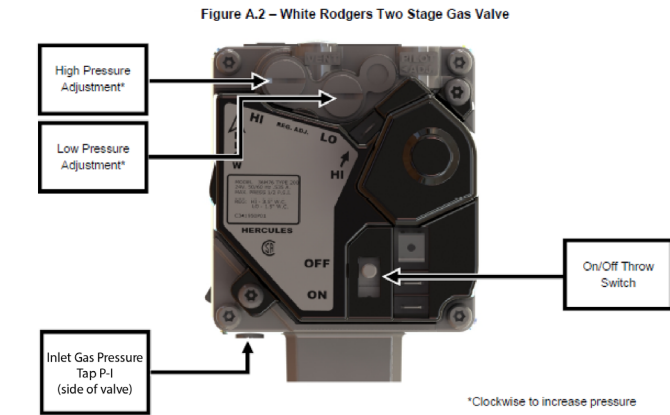 Figure A.2 – White Rodgers Two Stage Gas Valve
High Pressure
Adjustment*
Low Pressure
Adjustment*
HI
REG. ADJ.
LO
HI
W
HERCULES
OFF
ON
On/Off Throw
Switch
Inlet Gas Pressure
Tap P-I
(side of valve)
*Clockwise to increase pressure